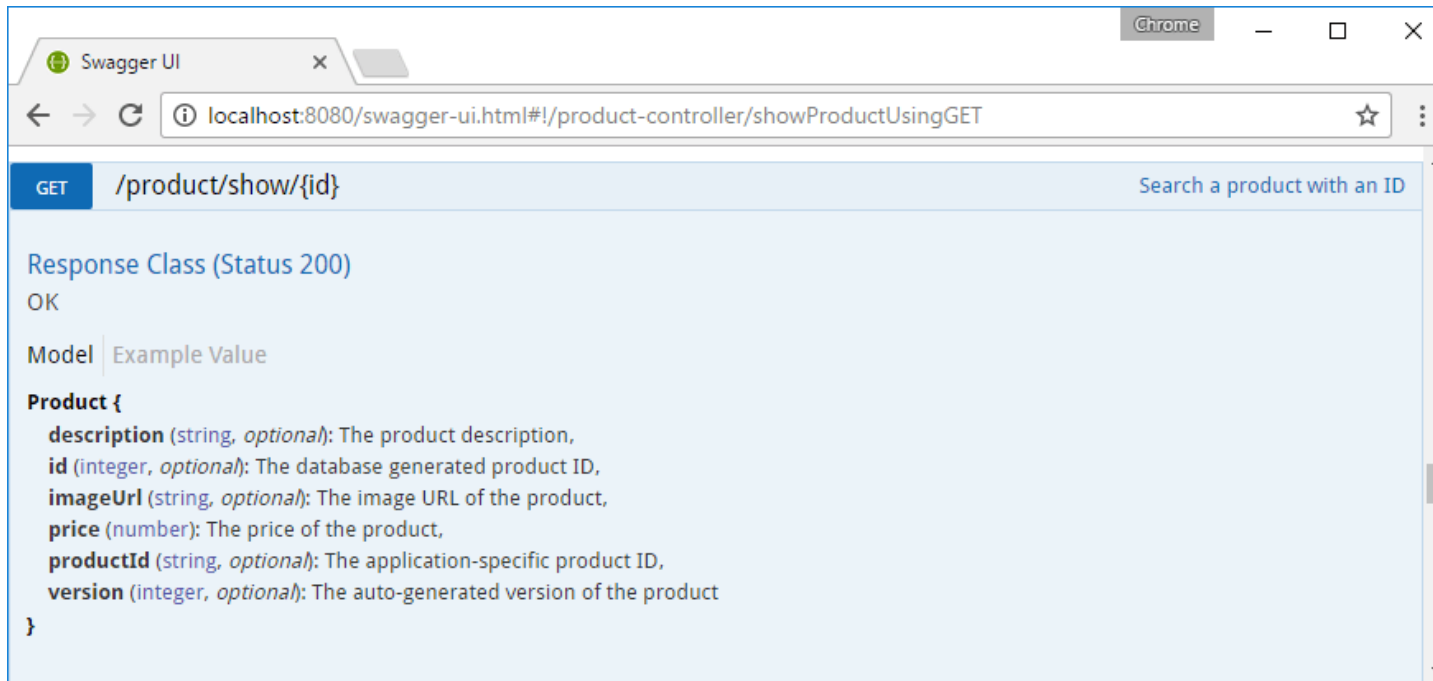 Chrome
Swagger UI
localhost:8080/swagger-ui.html#!/product-controller/showProductUsingGET
GET /product/show/{id} Search a product with an ID
Response Class (Status 200)
OK
Model Example Value
Product {
description (string, optional): The product description,
id (integer, optional): The database generated product ID,
imageUrl (string, optional): The image URL of the product,
price (number): The price of the product,
productId (string, optional): The application-specific product ID,
version (integer, optional): The auto-generated version of the product
}